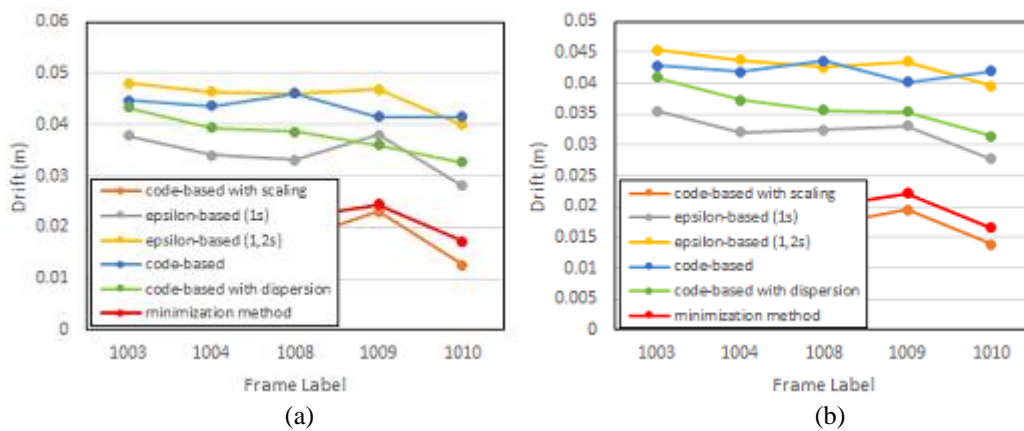 0.06
0.05
0.04
0.03
0.02
0.01
0
Drift (m)
code-based with scaling
epsilon-based (1s)
epsilon-based (1,2s)
code-based
code-based with dispersion
minimization method
1003 1004 1008 1009 1010
Frame Label
(a)
0.05
0.045
0.04
0.035
0.03
0.025
0.02
0.015
0.01
0.005
0
Drift (m)
code-based with scaling
epsilon-based (1s)
epsilon-based (1,2s)
code-based
code-based with dispersion
minimization method
1003 1004 1008 1009 1010
Frame Label
(b)